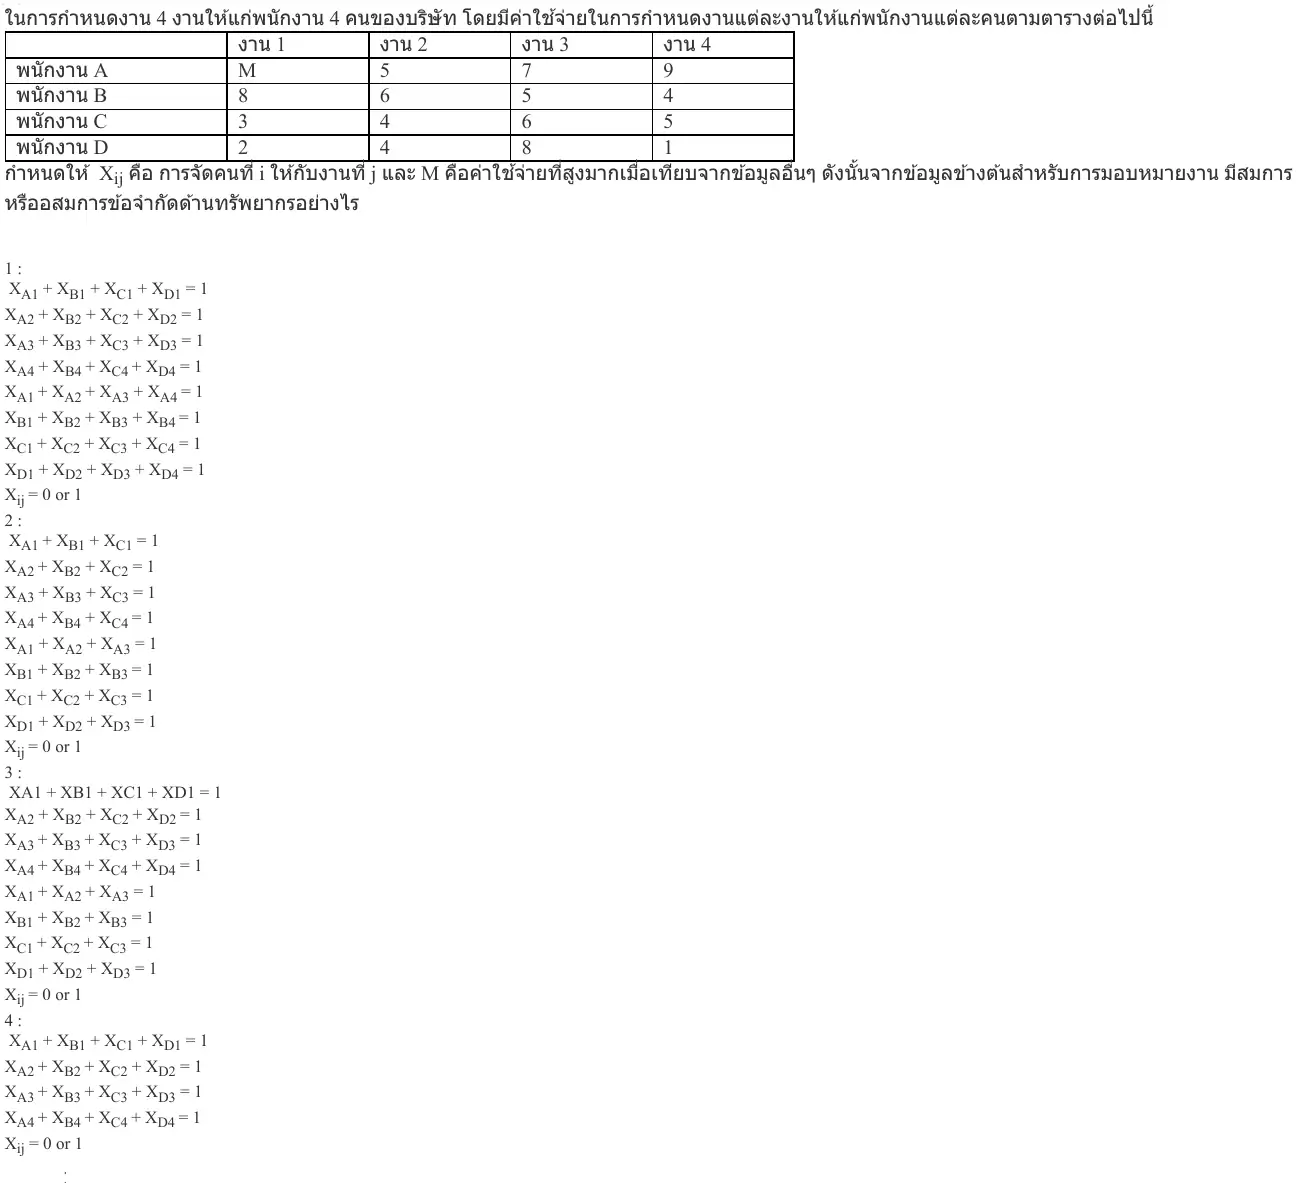 ในการกำหนดงาน 4 งานให้แก่พนักงาน 4 คนของบริษัท โดยมีค่าใช้จ่ายในการกำหนดงานแต่ละงานให้แก่พนักงานแต่ละคนตามตารางต่อไปนี้
งาน 1 งาน 2 งาน 3 งาน 4
พนักงาน A M 5 7 9
พนักงาน B 8 6 5 4
พนักงาน C 3 4 6 5
พนักงาน D 2 4 8 1
กำหนดให้ Xij คือ การจัดคนที่ i ให้กับงานที่ j และ M คือค่าใช้จ่ายที่สูงมากเมื่อเทียบจากข้อมูลอื่นๆ ดังนั้นจากข้อมูลข้างต้นสำหรับการมอบหมายงาน มีสมการ
หรืออสมการข้อจำกัดด้านทรัพยากรอย่างไร
1 :
XA1 + XB1 + XC1 + XD1 = 1
XA2 + XB2 + XC2 + XD2 = 1
XA3 + XB3 + XC3 + XD3 = 1
XA4 + XB4 + XC4 + XD4 = 1
XA1 + XA2 + XA3 + XA4 = 1
XB1 + XB2 + XB3 + XB4 = 1
XC1 + XC2 + XC3 + XC4 = 1
XD1 + XD2 + XD3 + XD4 = 1
Xij = 0 or 1
2 :
XA1 + XB1 + XC1 = 1
XA2 + XB2 + XC2 = 1
XA3 + XB3 + XC3 = 1
XA4 + XB4 + XC4 = 1
XA1 + XA2 + XA3 = 1
XB1 + XB2 + XB3 = 1
XC1 + XC2 + XC3 = 1
XD1 + XD2 + XD3 = 1
Xij = 0 or 1
3 :
XA1 + XB1 + XC1 + XD1 = 1
XA2 + XB2 + XC2 + XD2 = 1
XA3 + XB3 + XC3 + XD3 = 1
XA4 + XB4 + XC4 + XD4 = 1
XA1 + XA2 + XA3 = 1
XB1 + XB2 + XB3 = 1
XC1 + XC2 + XC3 = 1
XD1 + XD2 + XD3 = 1
Xij = 0 or 1
4 :
XA1 + XB1 + XC1 + XD1 = 1
XA2 + XB2 + XC2 + XD2 = 1
XA3 + XB3 + XC3 + XD3 = 1
XA4 + XB4 + XC4 + XD4 = 1
Xij = 0 or 1